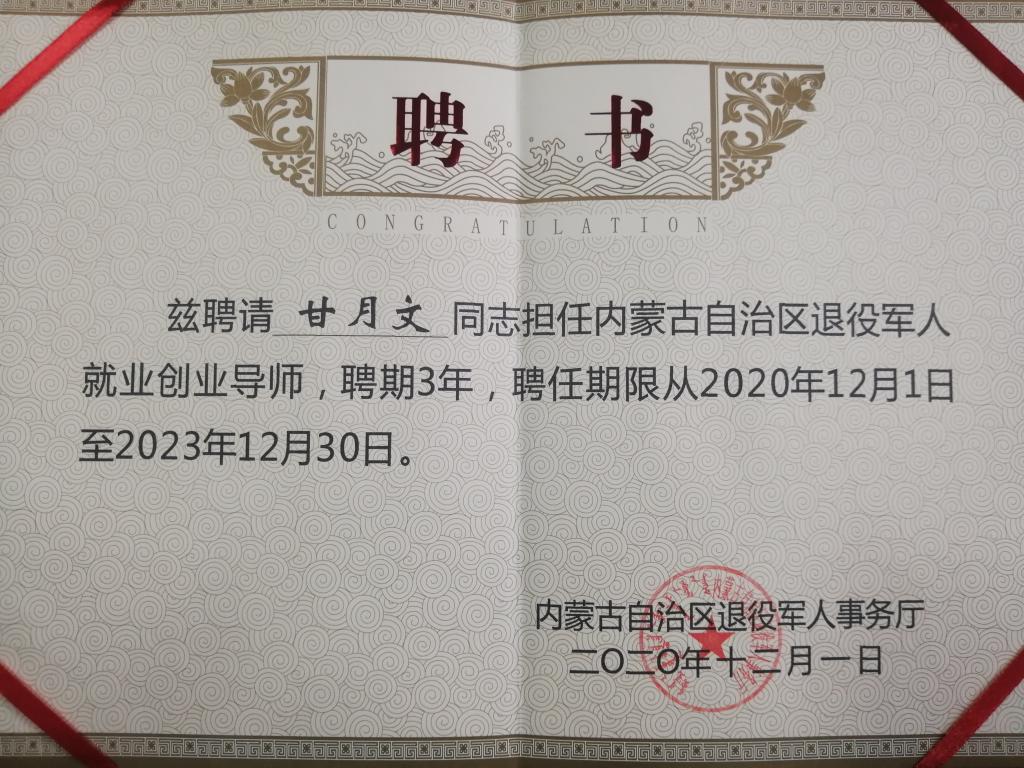 聘书
CONGRATULATION
兹聘请 甘月文 同志担任内蒙古自治区退役军人
就业创业导师，聘期3年，聘任期限从2020年12月1日
至2023年12月30日。
内蒙古自治区退役军人事务厅
二〇二〇年十二月一日